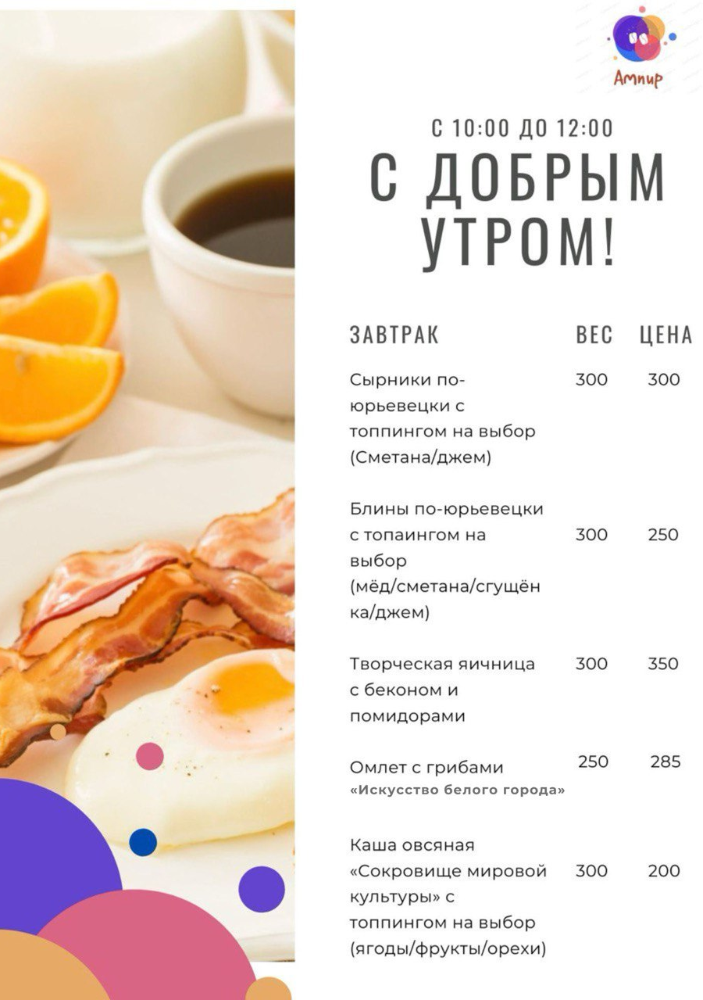 Ампир
С 10:00 ДО 12:00
С ДОБРЫМ
УТРОМ!
ЗАВТРАК ВЕС ЦЕНА
Сырники по- 300 300
юрьевецки с
топпингом на выбор
(Сметана/джем)
Блины по-юрьевецки
с топаингом на 300 250
выбор
(мёд/сметана/сгущён
ка/джем)
Творческая яичница 300 350
с беконом и
помидорами
Омлет с грибами 250 285
«Искусство белого города»
Каша овсяная
«Сокровище мировой 300 200
культуры» с
топпингом на выбор
(ягоды/фрукты/орехи)